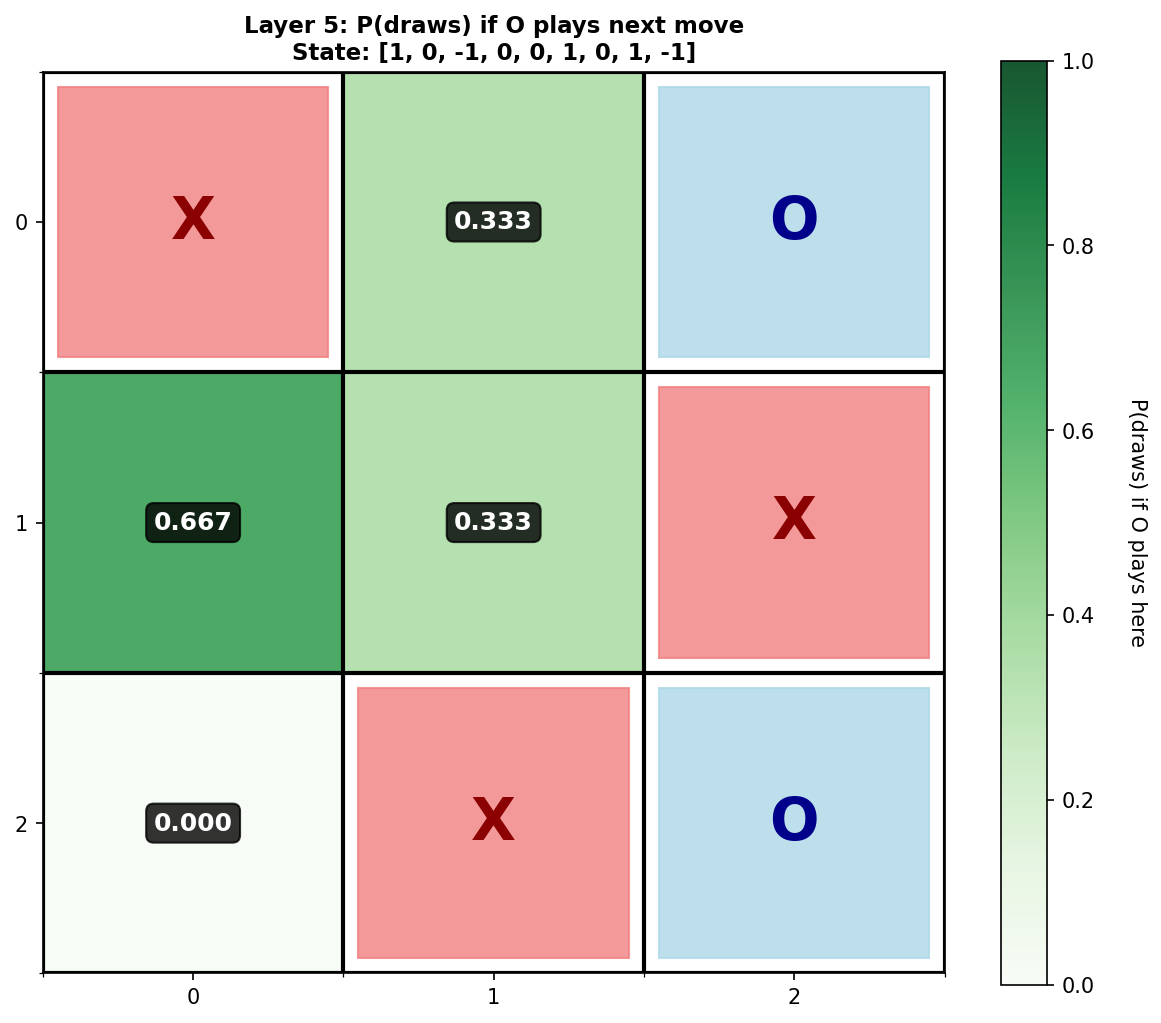 Layer 5: P(draws) if O plays next move
State: [1, 0, -1, 0, 0, 1, 0, 1, -1]
X
0.333
O
0.667
0.333
X
0.000
X
O
0
1
2
0
1
2
1.0
0.8
0.6
0.4
0.2
0.0
P(draws) if O plays here